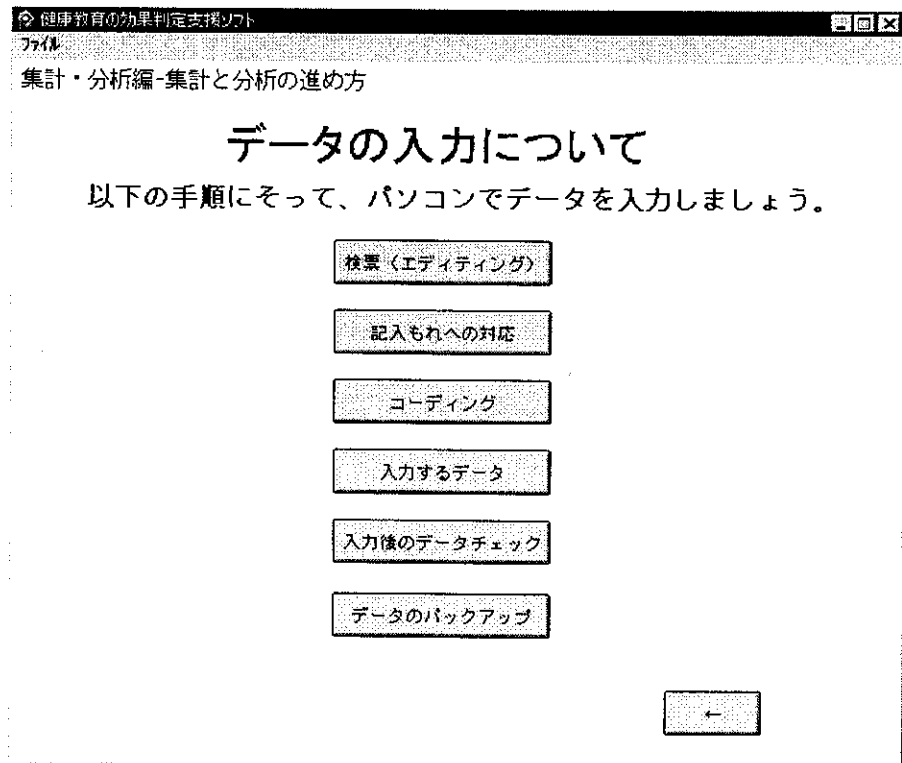 健康教育の効果判定支援ソフト
ファイル
集計・分析編-集計と分析の進め方
データの入力について
以下の手順にそって、パソコンでデータを入力しましょう。
検票（エディティング）
記入もれへの対応
コーディング
入力するデータ
入力後のデータチェック
データのバックアップ
←